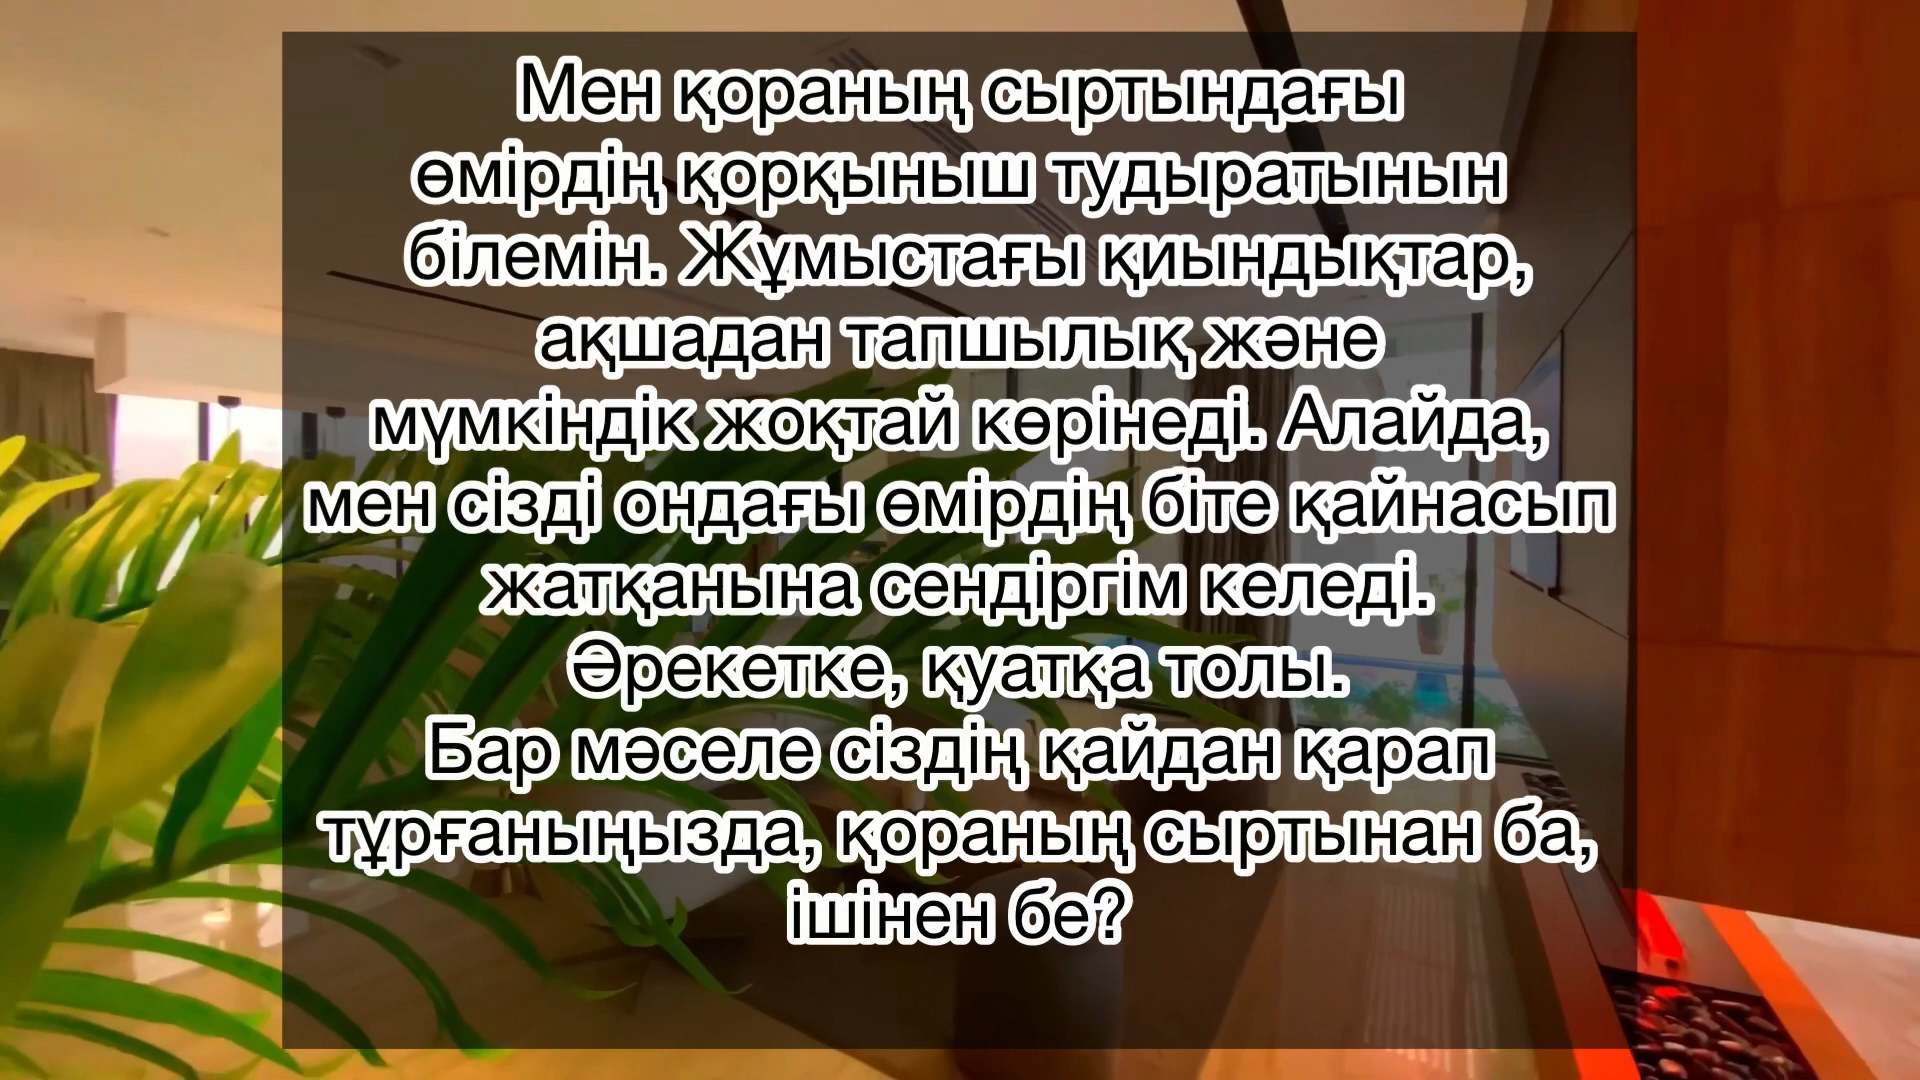 Мен қораның сыртындағы
өмірдің қорқыныш тудыратынын
білемін. Жұмыстағы қиындықтар,
ақшадан тапшылық және
мүмкіндік жоқтай көрінеді. Алайда,
мен сізді ондағы өмірдің біте қайнасып
жатқанына сендіргім келеді.
Әрекетке, қуатқа толы.
Бар мәселе сіздің қайдан қарап
тұрғаныңызда, қораның сыртынан ба,
ішінен бе?